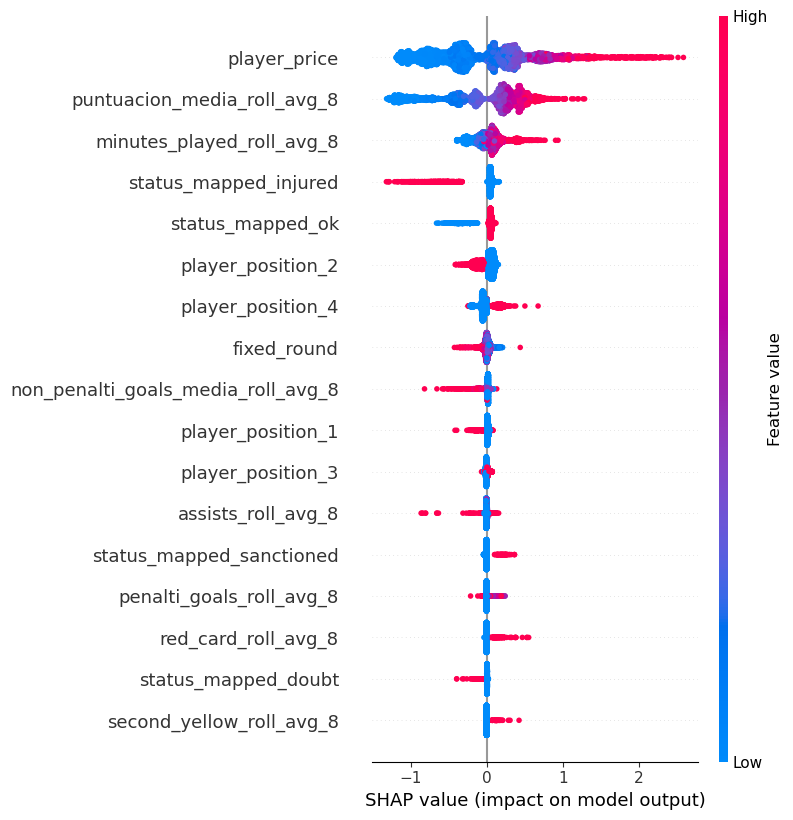 High
player_price
puntuacion_media_roll_avg_8
minutes_played_roll_avg_8
status_mapped_injured
status_mapped_ok
player_position_2
player_position_4
fixed_round
non_penalti_goals_media_roll_avg_8
player_position_1
player_position_3
assists_roll_avg_8
status_mapped_sanctioned
penalti_goals_roll_avg_8
red_card_roll_avg_8
status_mapped_doubt
second_yellow_roll_avg_8
Feature value
Low
−1 0 1 2
SHAP value (impact on model output)